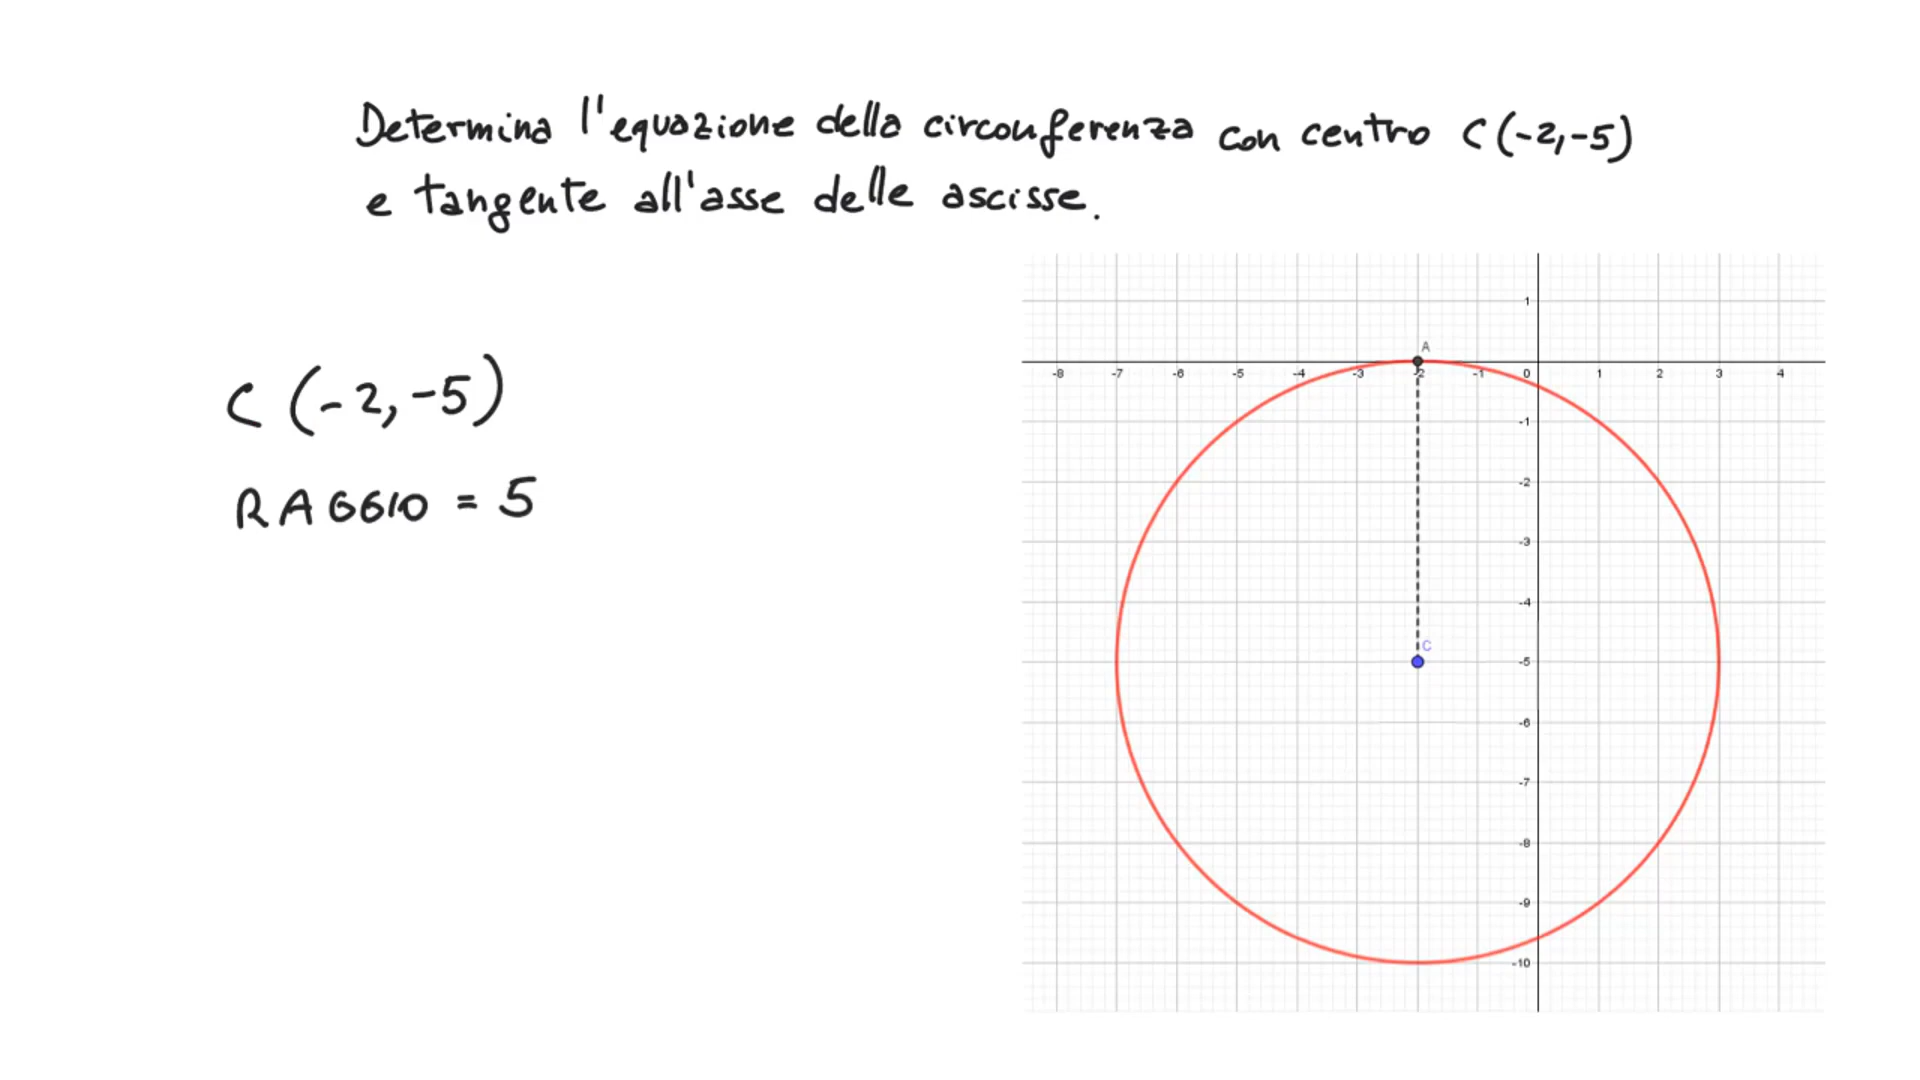 Determina l'equazione della circonferenza con centro C(-2,-5)
e tangente all'asse delle ascisse.
C (-2,-5)
RAGGIO = 5
1
A
-8 -7 -6 -5 -4 -3 -2 -1 0 1 2 3 4
-1
-2
-3
-4
C
-5
-6
-7
-8
-9
-10